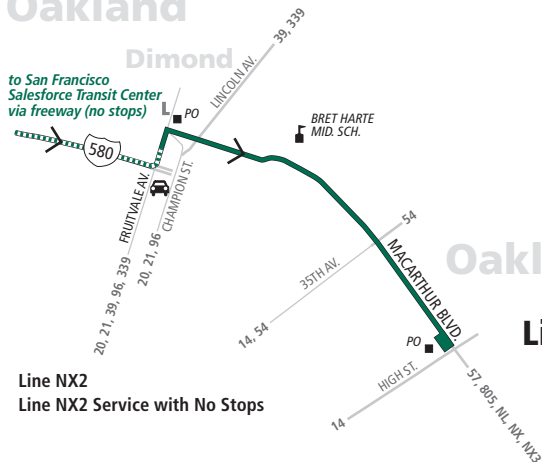 Oakland
Dimond
to San Francisco
Salesforce Transit Center
via freeway (no stops)
L
PO
LINCOLN AV.
39, 339
BRET HARTE
MID. SCH.
580
FRUITVALE AV.
CHAMPION ST.
20, 21, 96
20, 21, 39, 96, 339
54
35TH AV.
14, 54
MACARTHUR BLVD.
Oakl
Li
PO
HIGH ST.
14
57, 805, NL, NX, NX3
Line NX2
Line NX2 Service with No Stops